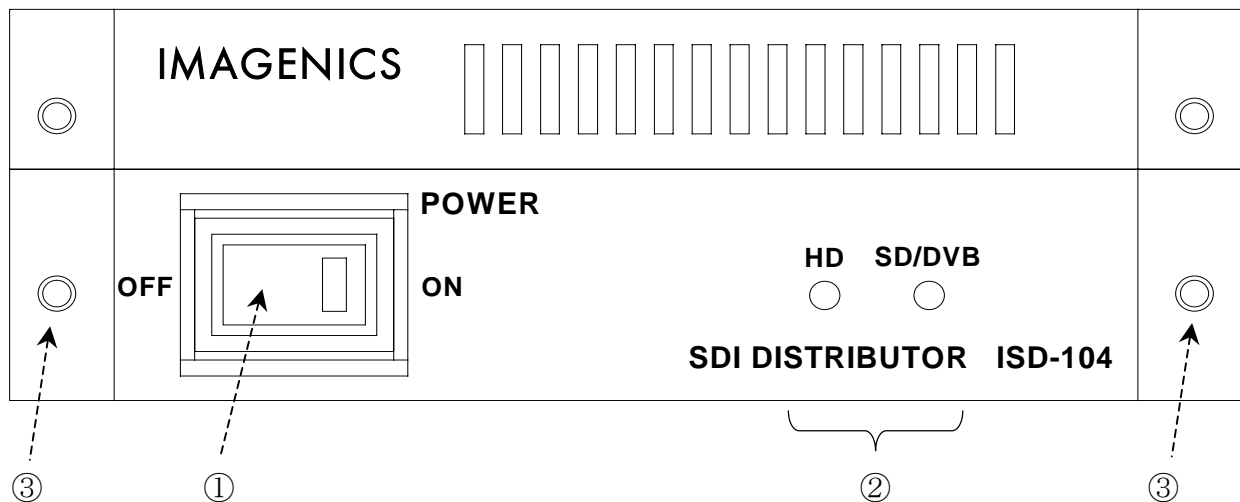 IMAGENICS
POWER
OFF
ON
HD SD/DVB
SDI DISTRIBUTOR ISD-104
③ ① ② ③